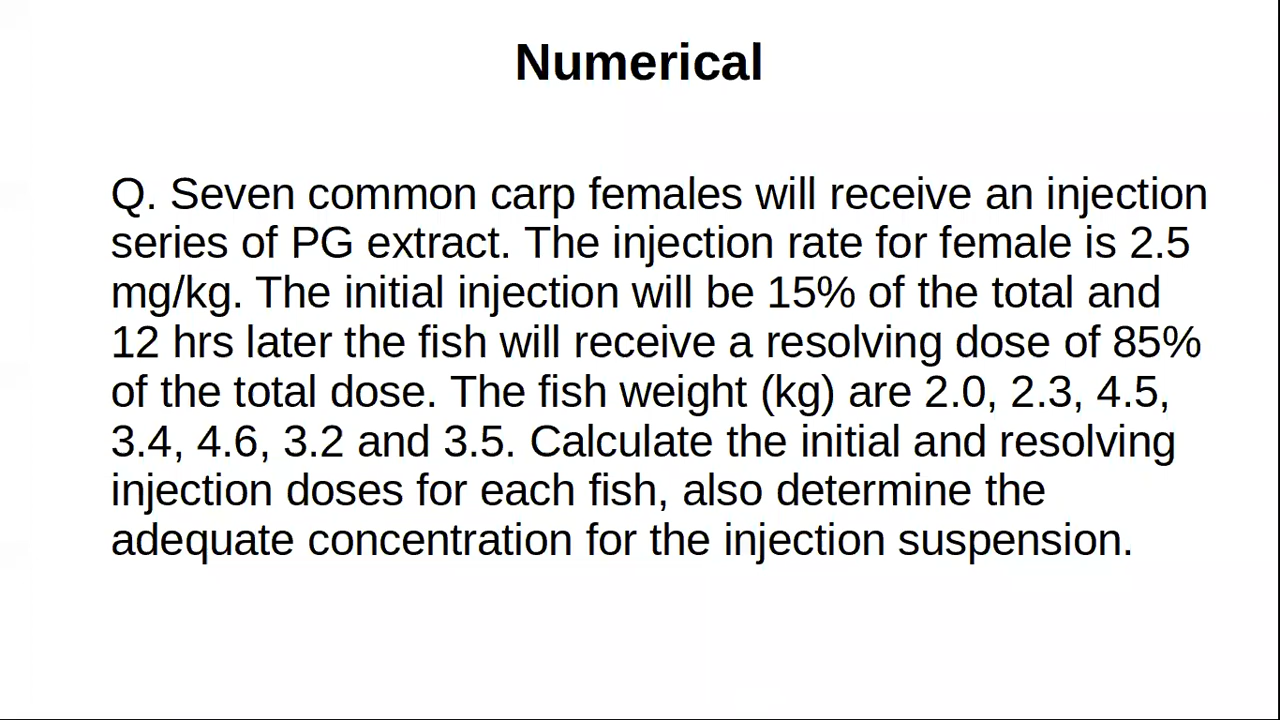 Numerical
Q. Seven common carp females will receive an injection
series of PG extract. The injection rate for female is 2.5
mg/kg. The initial injection will be 15% of the total and
12 hrs later the fish will receive a resolving dose of 85%
of the total dose. The fish weight (kg) are 2.0, 2.3, 4.5,
3.4, 4.6, 3.2 and 3.5. Calculate the initial and resolving
injection doses for each fish, also determine the
adequate concentration for the injection suspension.